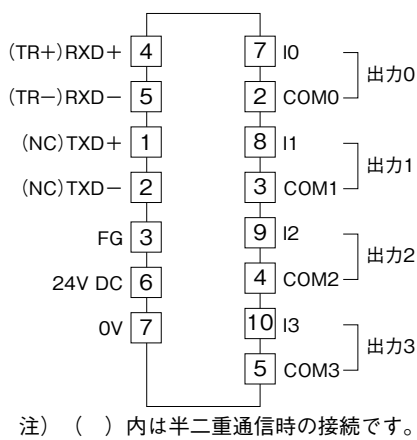 (TR+)RXD+ 4
(TR−)RXD− 5
(NC)TXD+ 1
(NC)TXD− 2
FG 3
24V DC 6
0V 7
7 I0
2 COM0
出力0
8 I1
3 COM1
出力1
9 I2
4 COM2
出力2
10 I3
5 COM3
出力3
注）（　）内は半二重通信時の接続です。